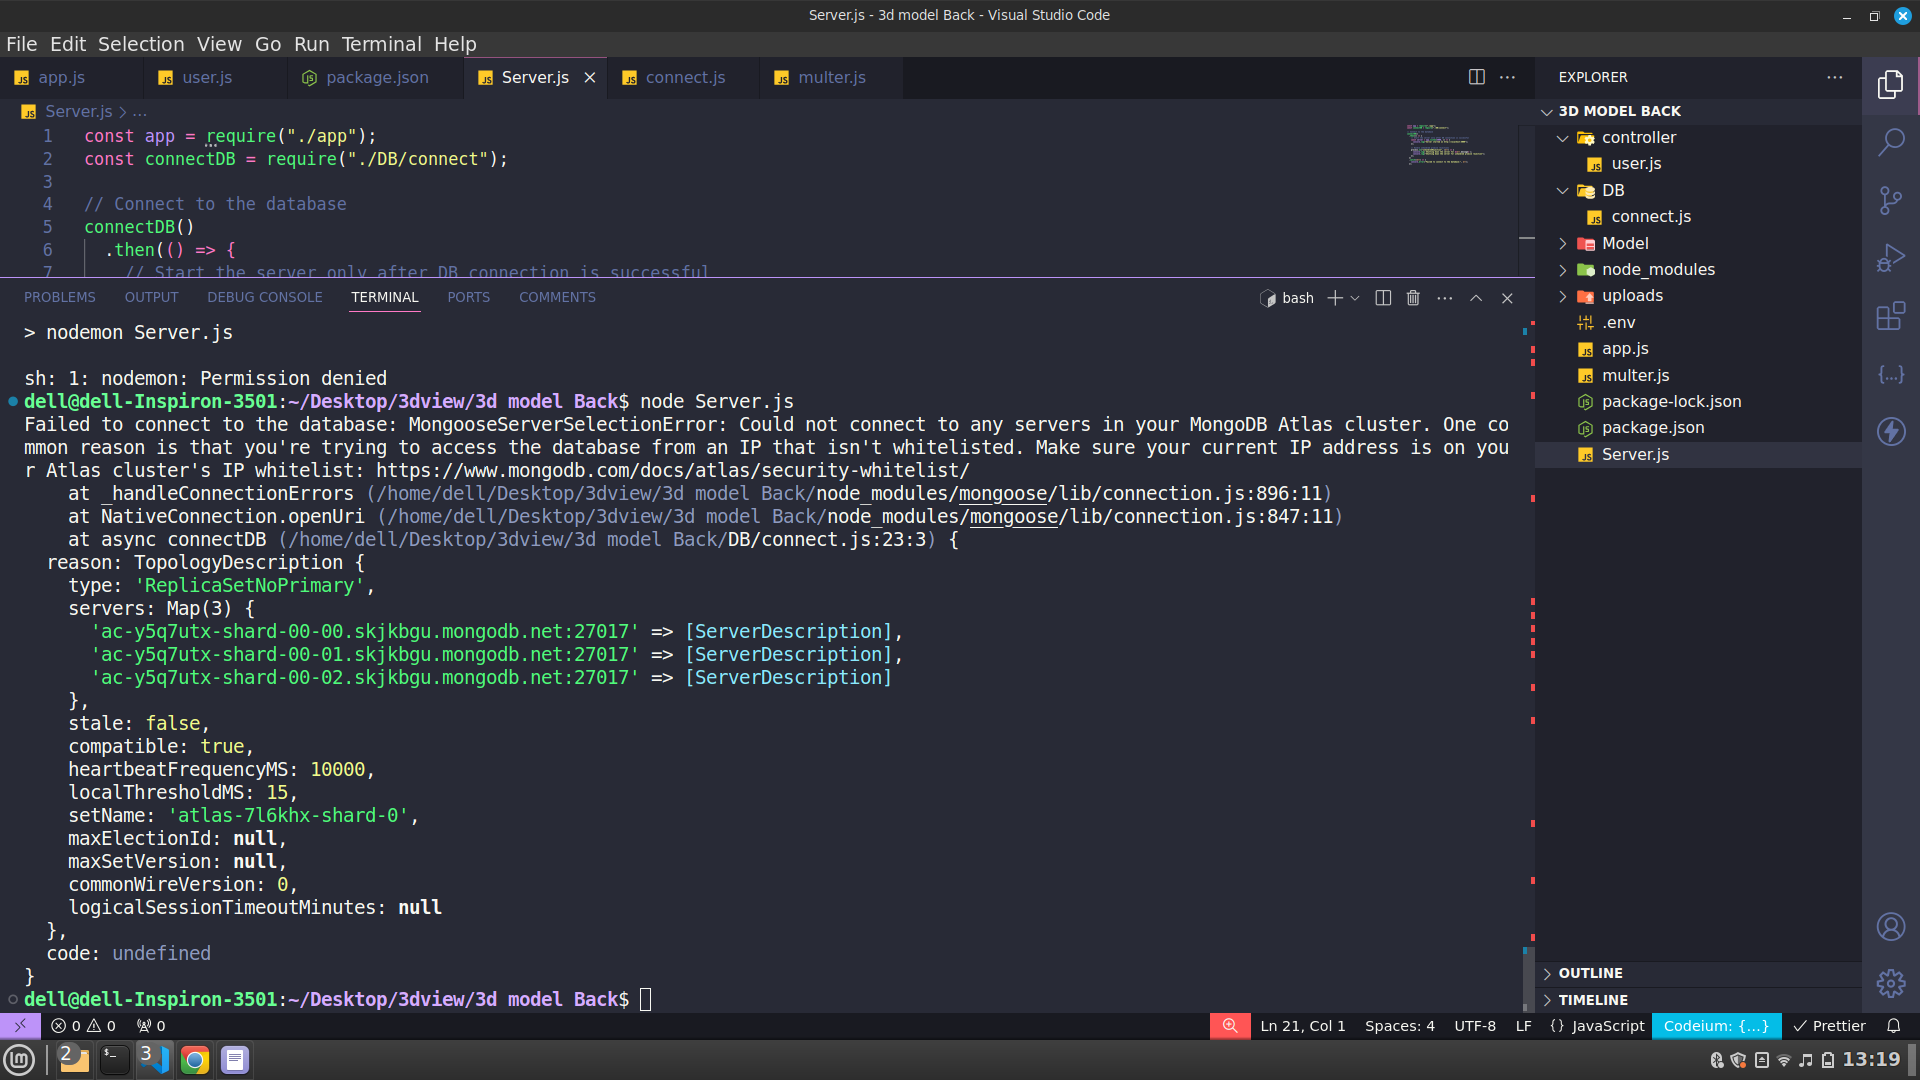 Server.js - 3d model Back - Visual Studio Code
File Edit Selection View Go Run Terminal Help
app.js user.js package.json Server.js connect.js multer.js
Server.js > ...
1 const app = require("./app");
2 const connectDB = require("./DB/connect");
3
4 // Connect to the database
5 connectDB()
6 .then(() => {
7 // Start the server only after DB connection is successful
PROBLEMS OUTPUT DEBUG CONSOLE TERMINAL PORTS COMMENTS
bash
> nodemon Server.js
sh: 1: nodemon: Permission denied
dell@dell-Inspiron-3501:~/Desktop/3dview/3d model Back$ node Server.js
Failed to connect to the database: MongooseServerSelectionError: Could not connect to any servers in your MongoDB Atlas cluster. One co
mmon reason is that you're trying to access the database from an IP that isn't whitelisted. Make sure your current IP address is on you
r Atlas cluster's IP whitelist: https://www.mongodb.com/docs/atlas/security-whitelist/
at _handleConnectionErrors (/home/dell/Desktop/3dview/3d model Back/node_modules/mongoose/lib/connection.js:896:11)
at NativeConnection.openUri (/home/dell/Desktop/3dview/3d model Back/node_modules/mongoose/lib/connection.js:847:11)
at async connectDB (/home/dell/Desktop/3dview/3d model Back/DB/connect.js:23:3) {
reason: TopologyDescription {
type: 'ReplicaSetNoPrimary',
servers: Map(3) {
'ac-y5q7utx-shard-00-00.skjkbgu.mongodb.net:27017' => [ServerDescription],
'ac-y5q7utx-shard-00-01.skjkbgu.mongodb.net:27017' => [ServerDescription],
'ac-y5q7utx-shard-00-02.skjkbgu.mongodb.net:27017' => [ServerDescription]
},
stale: false,
compatible: true,
heartbeatFrequencyMS: 10000,
localThresholdMS: 15,
setName: 'atlas-7l6khx-shard-0',
maxElectionId: null,
maxSetVersion: null,
commonWireVersion: 0,
logicalSessionTimeoutMinutes: null
},
code: undefined
}
dell@dell-Inspiron-3501:~/Desktop/3dview/3d model Back$
EXPLORER
3D MODEL BACK
controller
user.js
DB
connect.js
Model
node_modules
uploads
.env
app.js
multer.js
package-lock.json
package.json
Server.js
OUTLINE
TIMELINE
0 0 0
Ln 21, Col 1 Spaces: 4 UTF-8 LF {} JavaScript Codeium: {...} Prettier
2 3 13:19